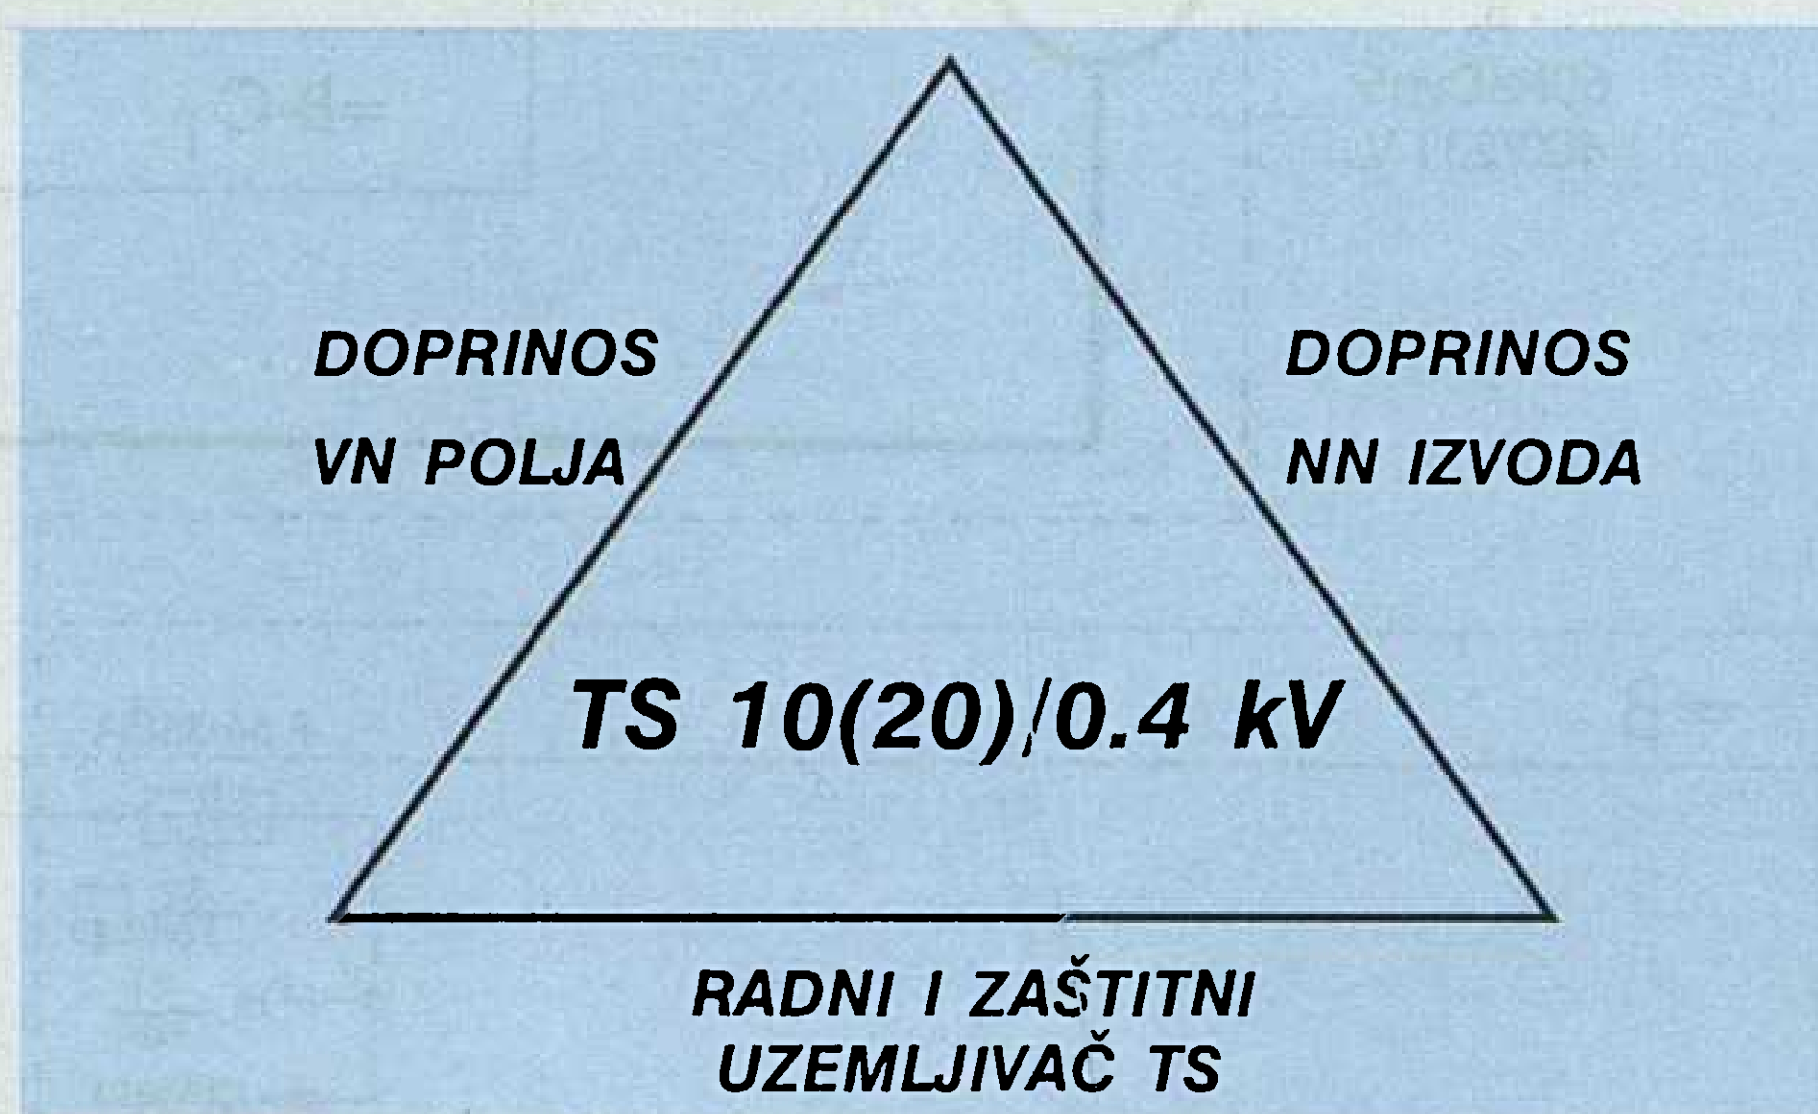 DOPRINOS
VN POLJA
DOPRINOS
NN IZVODA
TS 10(20)/0.4 kV
RADNI I ZAŠTITNI
UZEMLJIVAČ TS